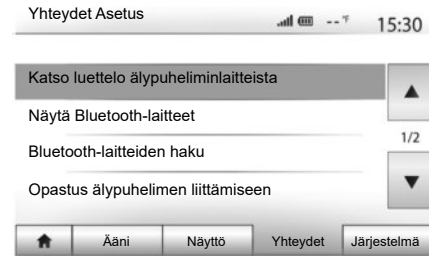 Yhteydet Asetus
-- °F
15:30
Katso luettelo älypuheliminlaitteista
Näytä Bluetooth-laitteet
1/2
Bluetooth-laitteiden haku
Opastus älypuhelimen liittämiseen
Ääni Näyttö Yhteydet Järjestelmä